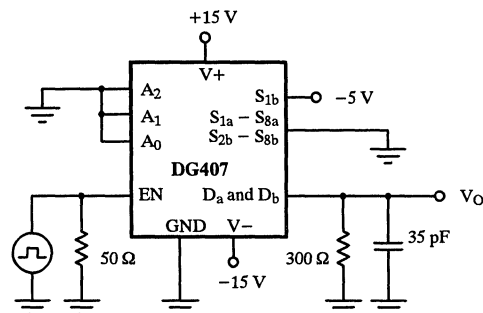 +15 V
V+
A2
A1
A0
S1b
−5 V
S1a − S8a
S2b − S8b
DG407
EN
Da and Db
VO
GND
V−
50 Ω
−15 V
300 Ω
35 pF